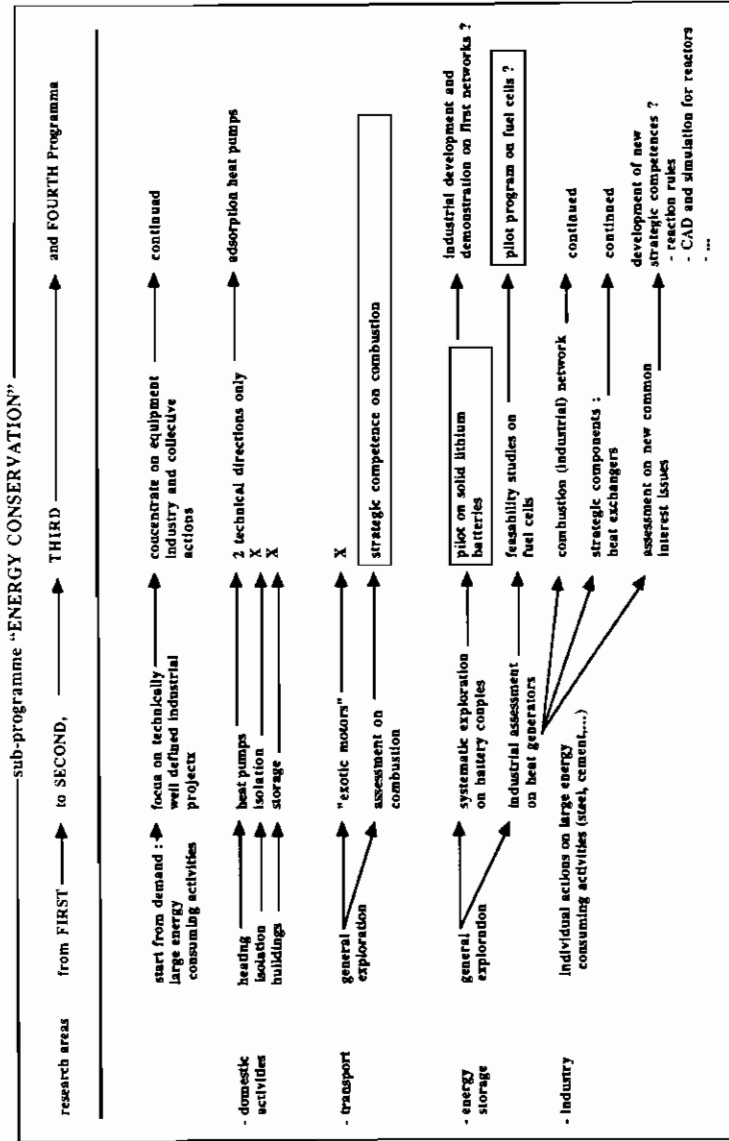 sub-programme "ENERGY CONSERVATION"
research areas from FIRST to SECOND, THIRD and FOURTH Programma
start from demand : focua on technically coucentrate on equipment continuad
large energy well defined industrial industry and collective
consuming activities projectx actions
- domestic heating heat pumps 2 technical directions only adsorption heat pumps
activities isolation isolation X
buildings storage X
- transport general "exotic motors" X
exploration assessment on strategic competence on combustion
combustion
- energy general systematic exploration pilot on solid lithium industrial development and
storage exploration on battery couples batteries demonstration on first networks ?
industrial assessment feasability studies on pilot program on fuel cells ?
on heat generators fuel cells
- industry individual actions on large energy combustion (industrial) network continued
consuming activities (steel, cement,...) strategic components : continned
heat exchangers
assessment on new common development of new
interest issues strategic competences ?
- reaction rules
- CAD and simulation for reactors
- ...